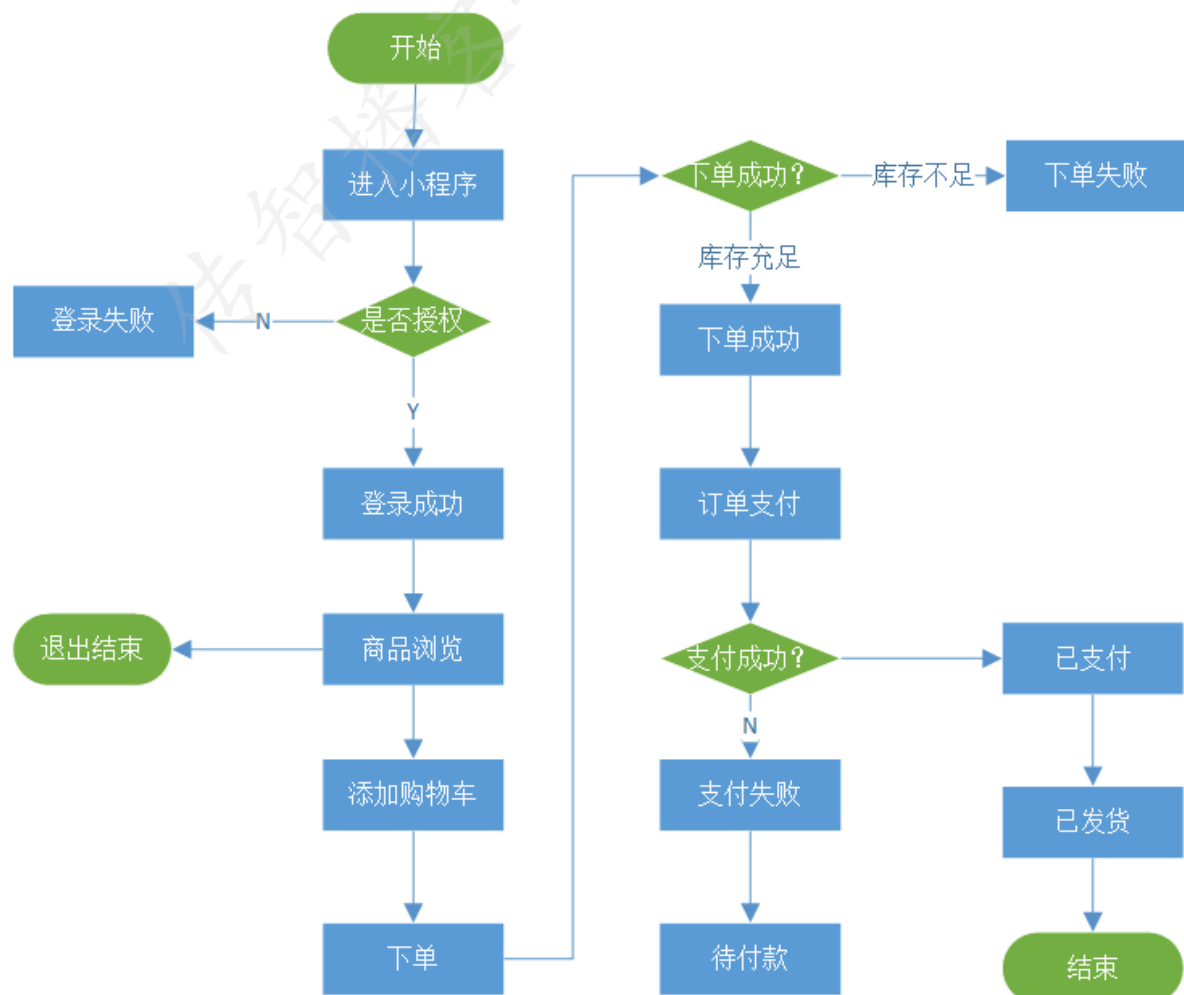 开始
进入小程序
是否授权
N
登录失败
Y
登录成功
商品浏览
退出结束
添加购物车
下单
下单成功？
库存不足
下单失败
库存充足
下单成功
订单支付
支付成功？
已支付
N
支付失败
已发货
待付款
结束
传智播客